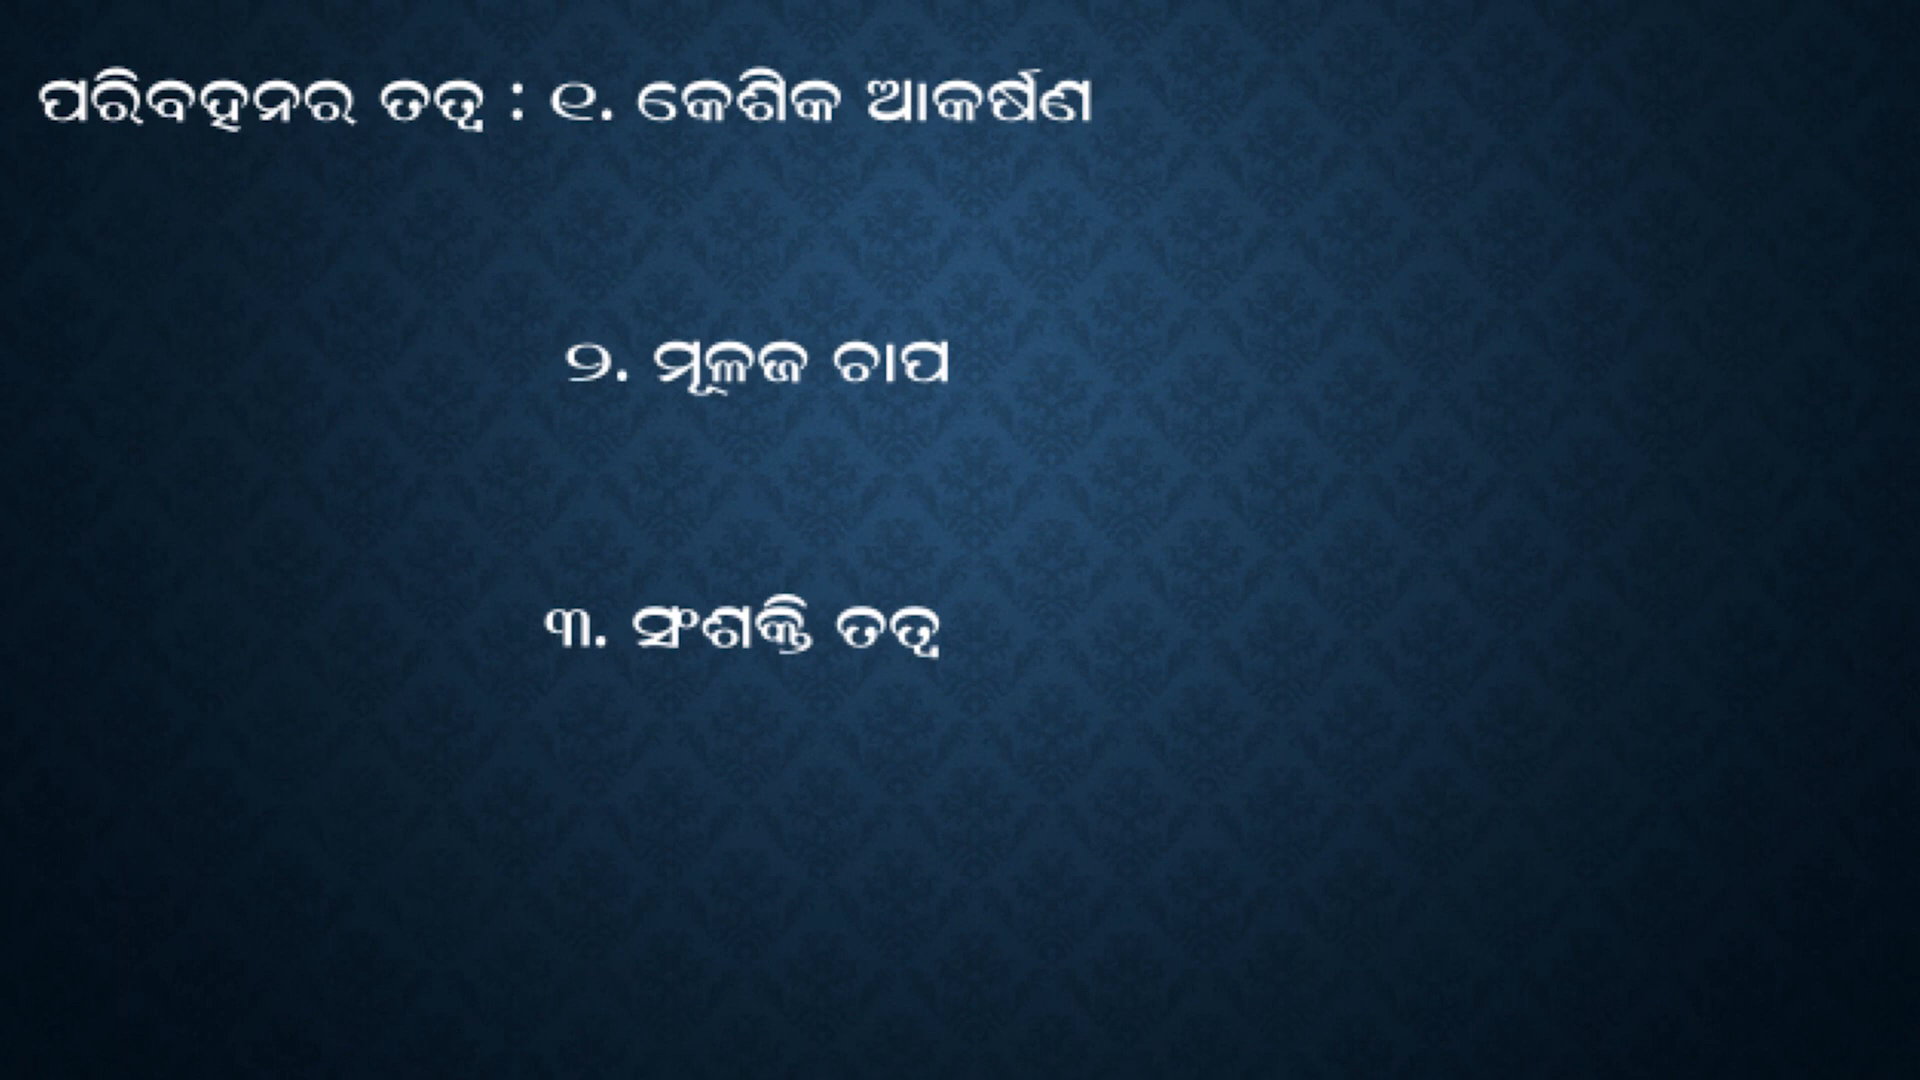 ପରିବହନର ତତ୍ୱ : ୧. କେଶିକ ଆକର୍ଷଣ
୨. ମୂଳଜ ଚାପ
୩. ସଂଶକ୍ତି ତତ୍ୱ